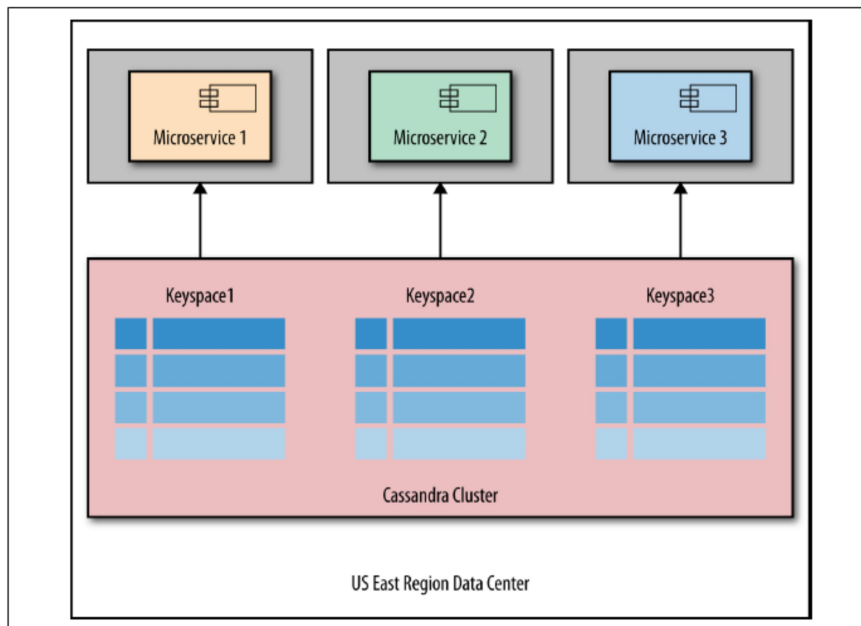 Microservice 1
Microservice 2
Microservice 3
Keyspace1
Keyspace2
Keyspace3
Cassandra Cluster
US East Region Data Center